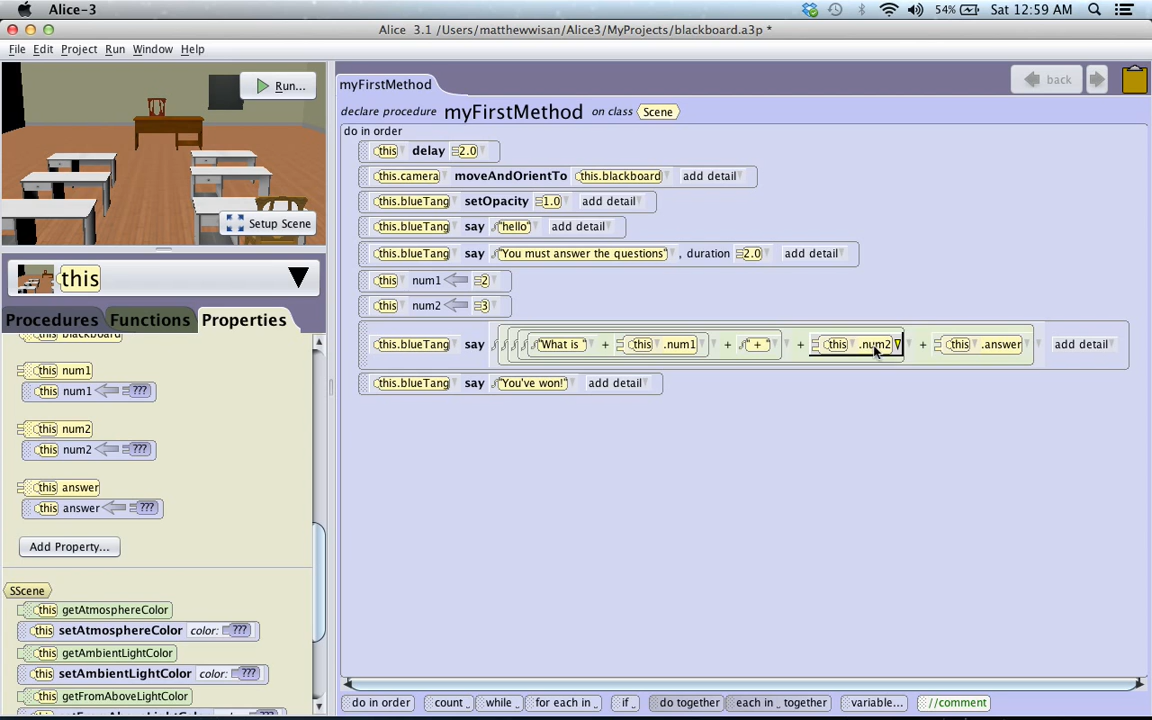 Alice-3 54% Sat 12:59 AM
Alice 3.1 /Users/matthewwisan/Alice3/MyProjects/blackboard.a3p *
File Edit Project Run Window Help
Run...
Setup Scene
this
Procedures Functions Properties
blackboard
this num1
this num1 ???
this num2
this num2 ???
this answer
this answer ???
Add Property...
SScene
this getAtmosphereColor
this setAtmosphereColor color: ???
this getAmbientLightColor
this setAmbientLightColor color: ???
this getFromAboveLightColor
myFirstMethod
back
declare procedure myFirstMethod on class Scene
do in order
this delay 2.0
this.camera moveAndOrientTo this.blackboard add detail
this.blueTang setOpacity 1.0 add detail
this.blueTang say "hello" add detail
this.blueTang say "You must answer the questions" , duration 2.0 add detail
this num1 2
this num2 3
this.blueTang say "What is " + this .num1 + " + " + this .num2 + this .answer add detail
this.blueTang say "You've won!" add detail
do in order count _ while _ for each in _ if _ do together each in _ together variable... //comment